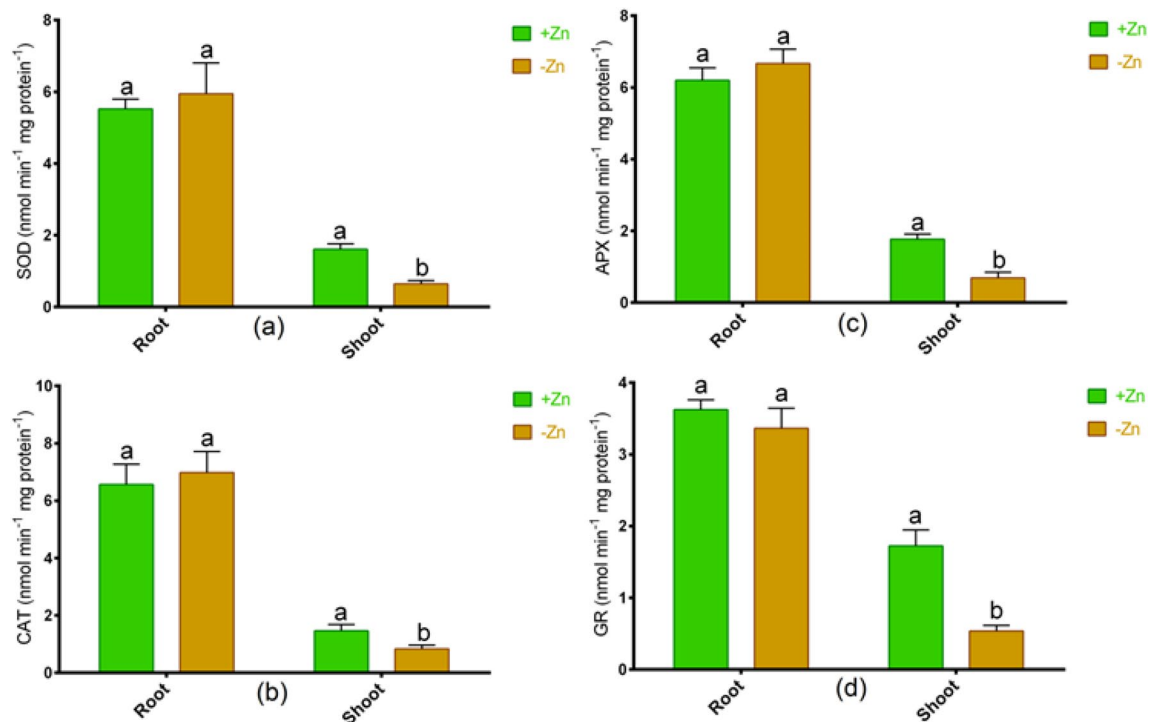 SOD (nmol min⁻¹ mg protein⁻¹)
8
6
4
2
0
a
a
a
b
+Zn
-Zn
Root
Shoot
(a)
APX (nmol min⁻¹ mg protein⁻¹)
8
6
4
2
0
a
a
a
b
+Zn
-Zn
Root
Shoot
(c)
CAT (nmol min⁻¹ mg protein⁻¹)
10
8
6
4
2
0
a
a
a
b
+Zn
-Zn
Root
Shoot
(b)
GR (nmol min⁻¹ mg protein⁻¹)
4
3
2
1
0
a
a
a
b
+Zn
-Zn
Root
Shoot
(d)